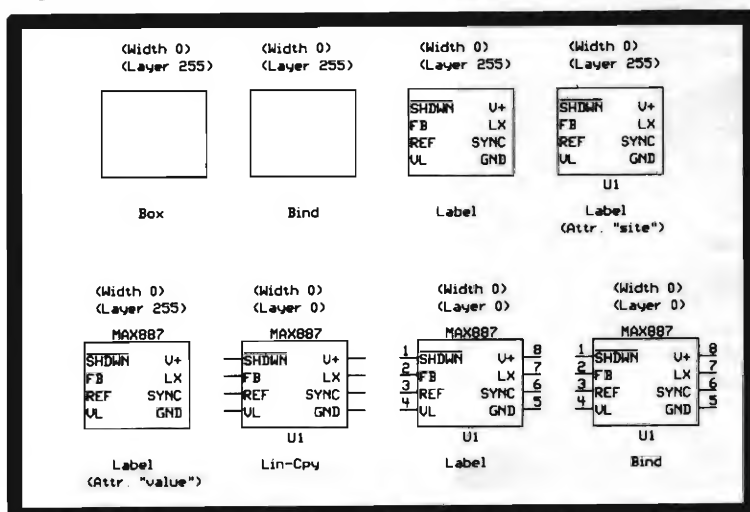 (Width 0)
(Layer 255)
Box
(Width 0)
(Layer 255)
Bind
(Width 0)
(Layer 255)
SHDWN V+
FB LX
REF SYNC
VL GND
Label
(Width 0)
(Layer 255)
SHDWN V+
FB LX
REF SYNC
VL GND
U1
Label
(Attr. "site")
(Width 0)
(Layer 255)
MAX887
SHDWN V+
FB LX
REF SYNC
VL GND
Label
(Attr. "value")
(Width 0)
(Layer 0)
MAX887
SHDWN V+
FB LX
REF SYNC
VL GND
U1
Lin-Cpy
(Width 0)
(Layer 0)
MAX887
1 SHDWN V+ 8
2 FB LX 7
3 REF SYNC 6
4 VL GND 5
U1
Label
(Width 0)
(Layer 0)
MAX887
1 SHDWN V+ 8
2 FB LX 7
3 REF SYNC 6
4 VL GND 5
U1
Bind